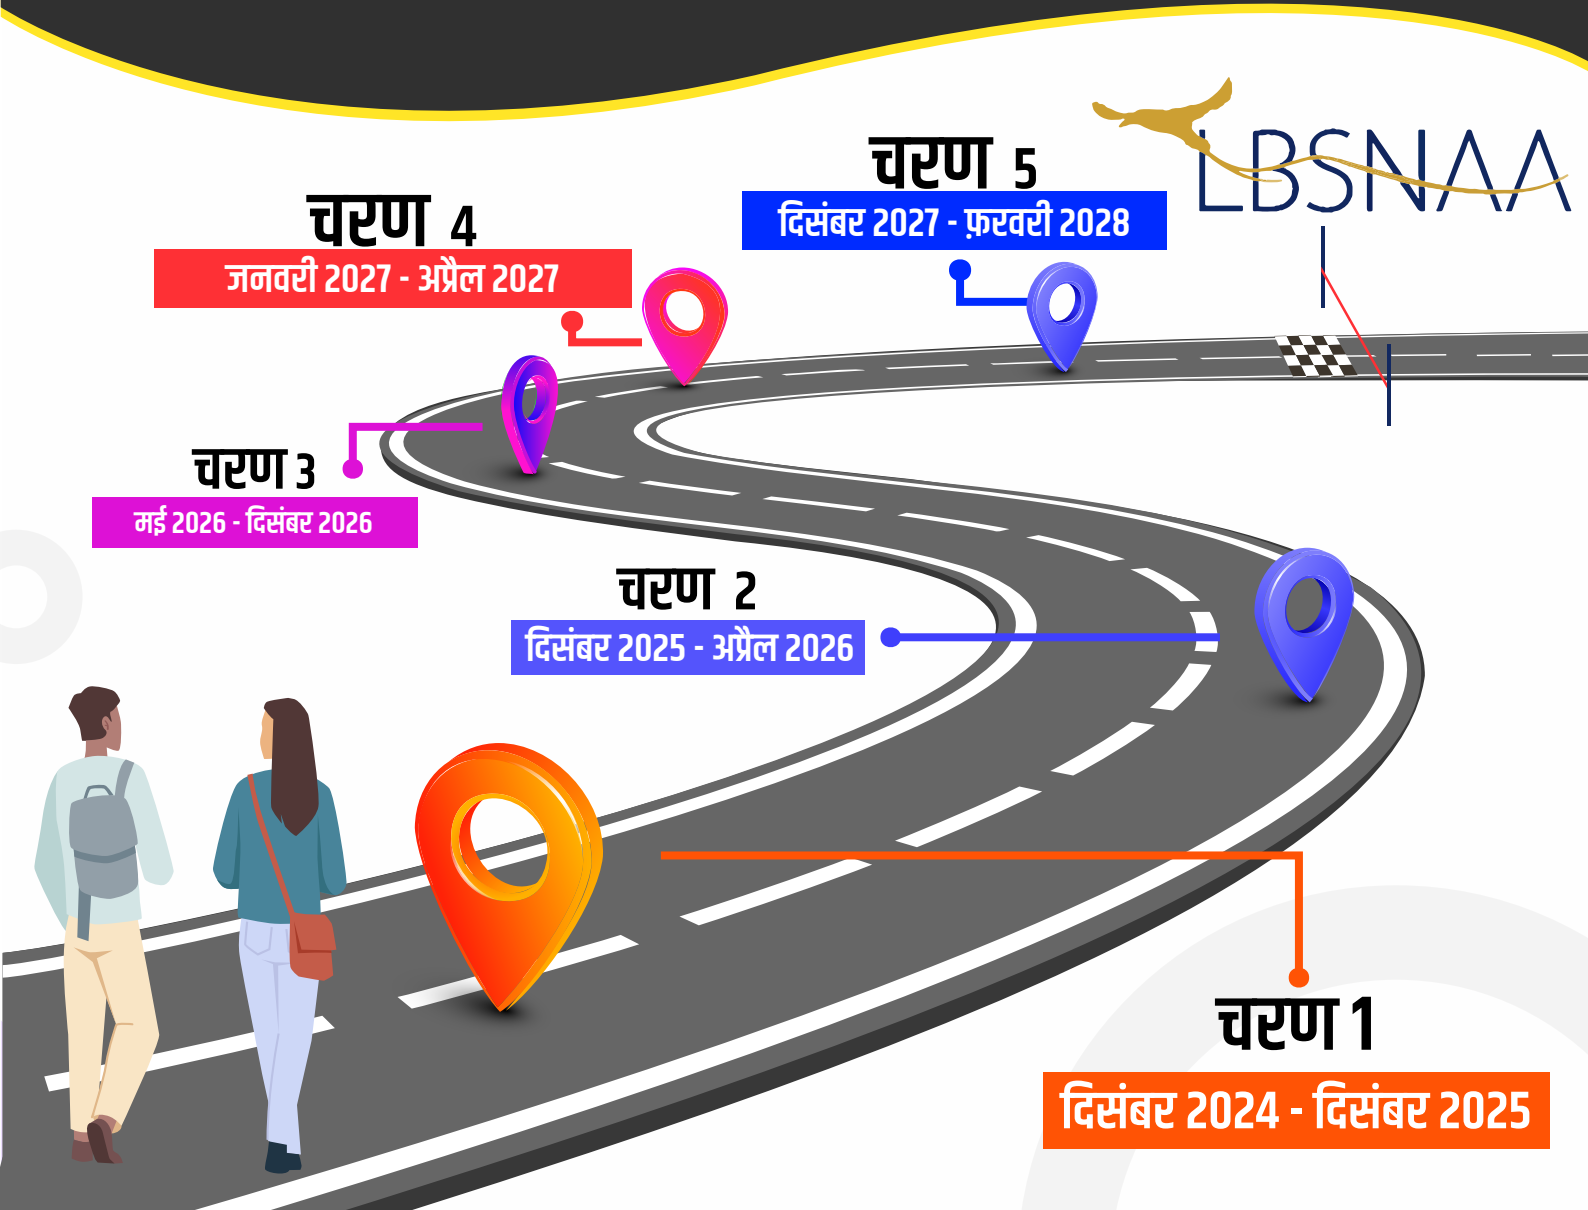 LBSNAA
चरण 5
दिसंबर 2027 - फ़रवरी 2028
चरण 4
जनवरी 2027 - अप्रैल 2027
चरण 3
मई 2026 - दिसंबर 2026
चरण 2
दिसंबर 2025 - अप्रैल 2026
चरण 1
दिसंबर 2024 - दिसंबर 2025